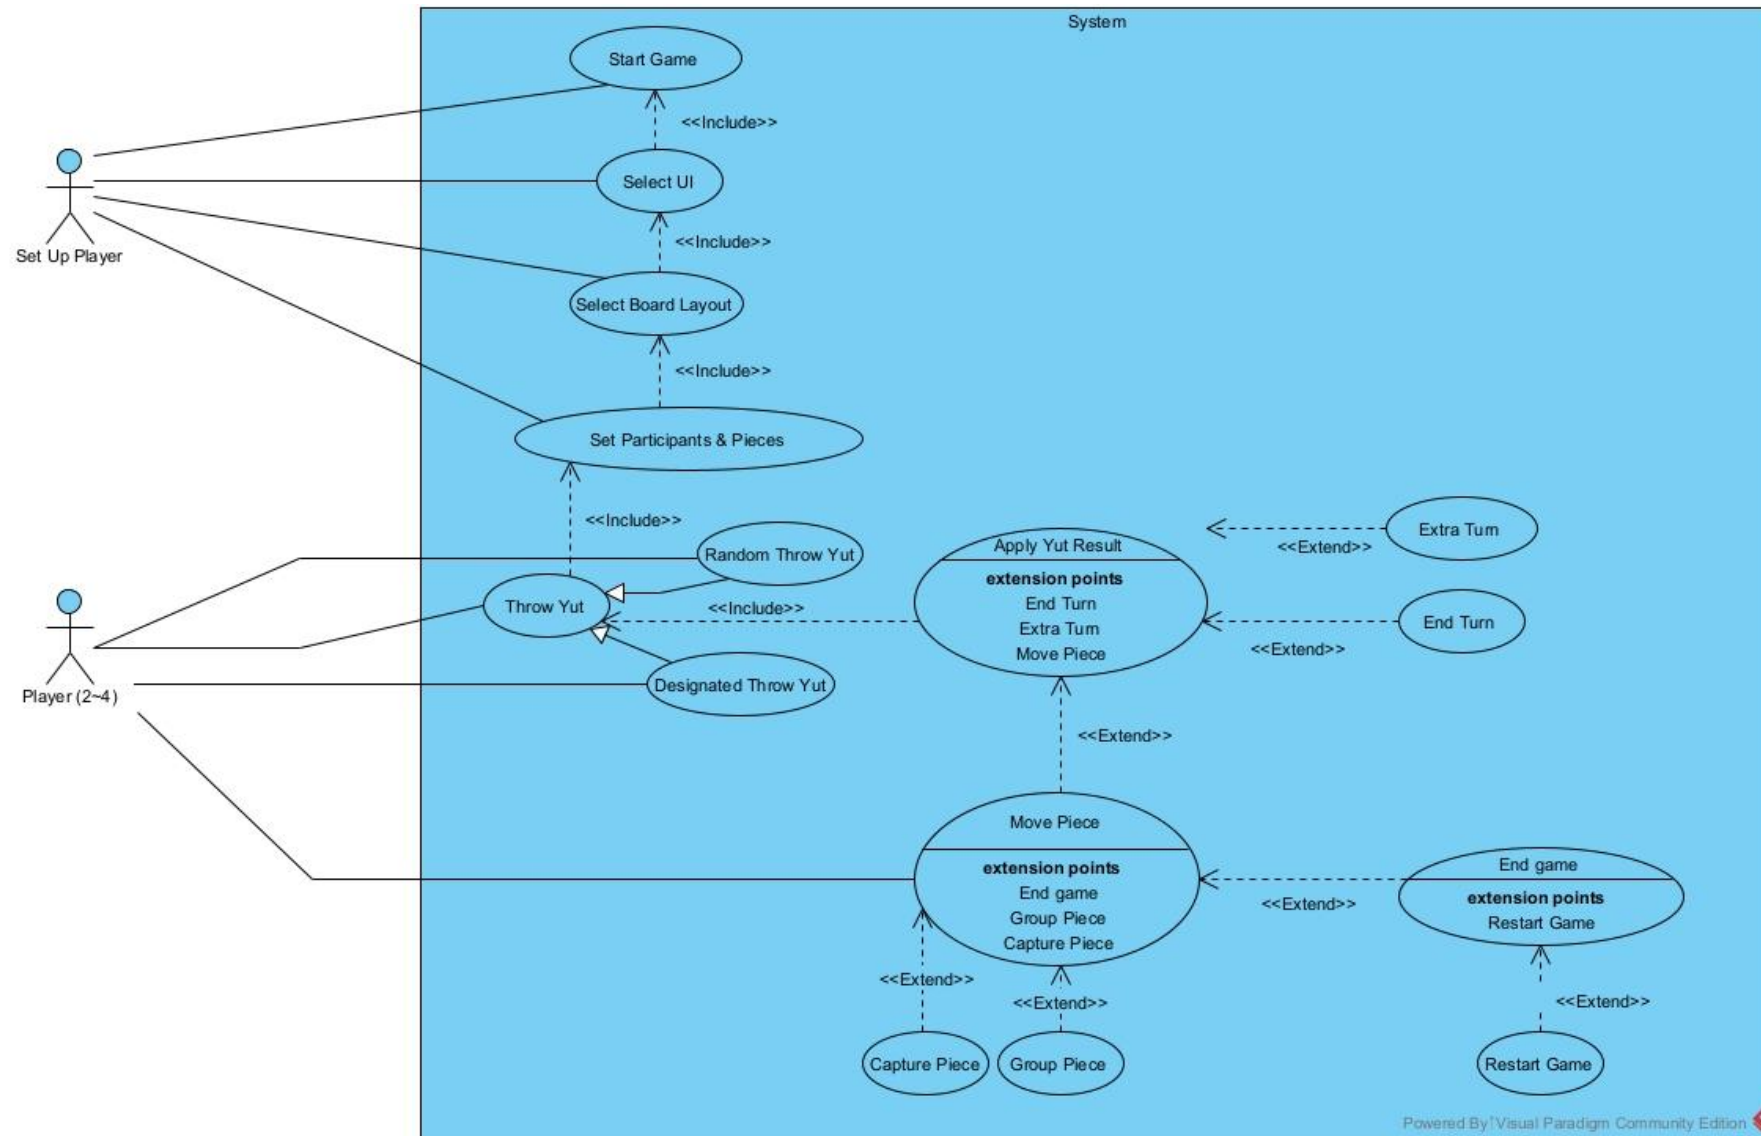 System
Start Game
<<Include>>
Select UI
Set Up Player
<<Include>>
Select Board Layout
<<Include>>
Set Participants & Pieces
<<Include>>
Random Throw Yut
Throw Yut
<<Include>>
Designated Throw Yut
Player (2~4)
Apply Yut Result
extension points
End Turn
Extra Turn
Move Piece
<<Extend>>
Extra Turn
<<Extend>>
End Turn
<<Extend>>
Move Piece
extension points
End game
Group Piece
Capture Piece
<<Extend>>
End game
extension points
Restart Game
<<Extend>>
<<Extend>>
<<Extend>>
Capture Piece
Group Piece
Restart Game
Powered By Visual Paradigm Community Edition